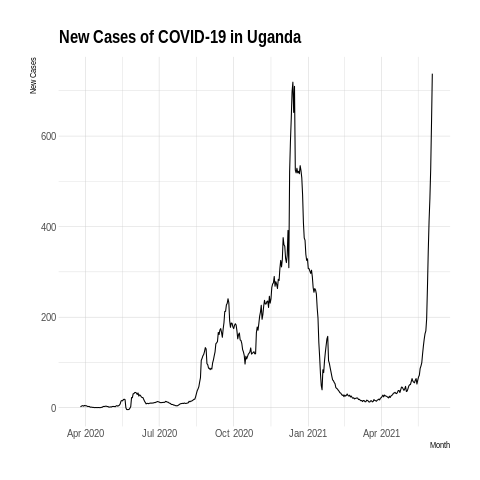 New Cases of COVID-19 in Uganda
New Cases
600
400
200
0
Apr 2020 Jul 2020 Oct 2020 Jan 2021 Apr 2021
Month